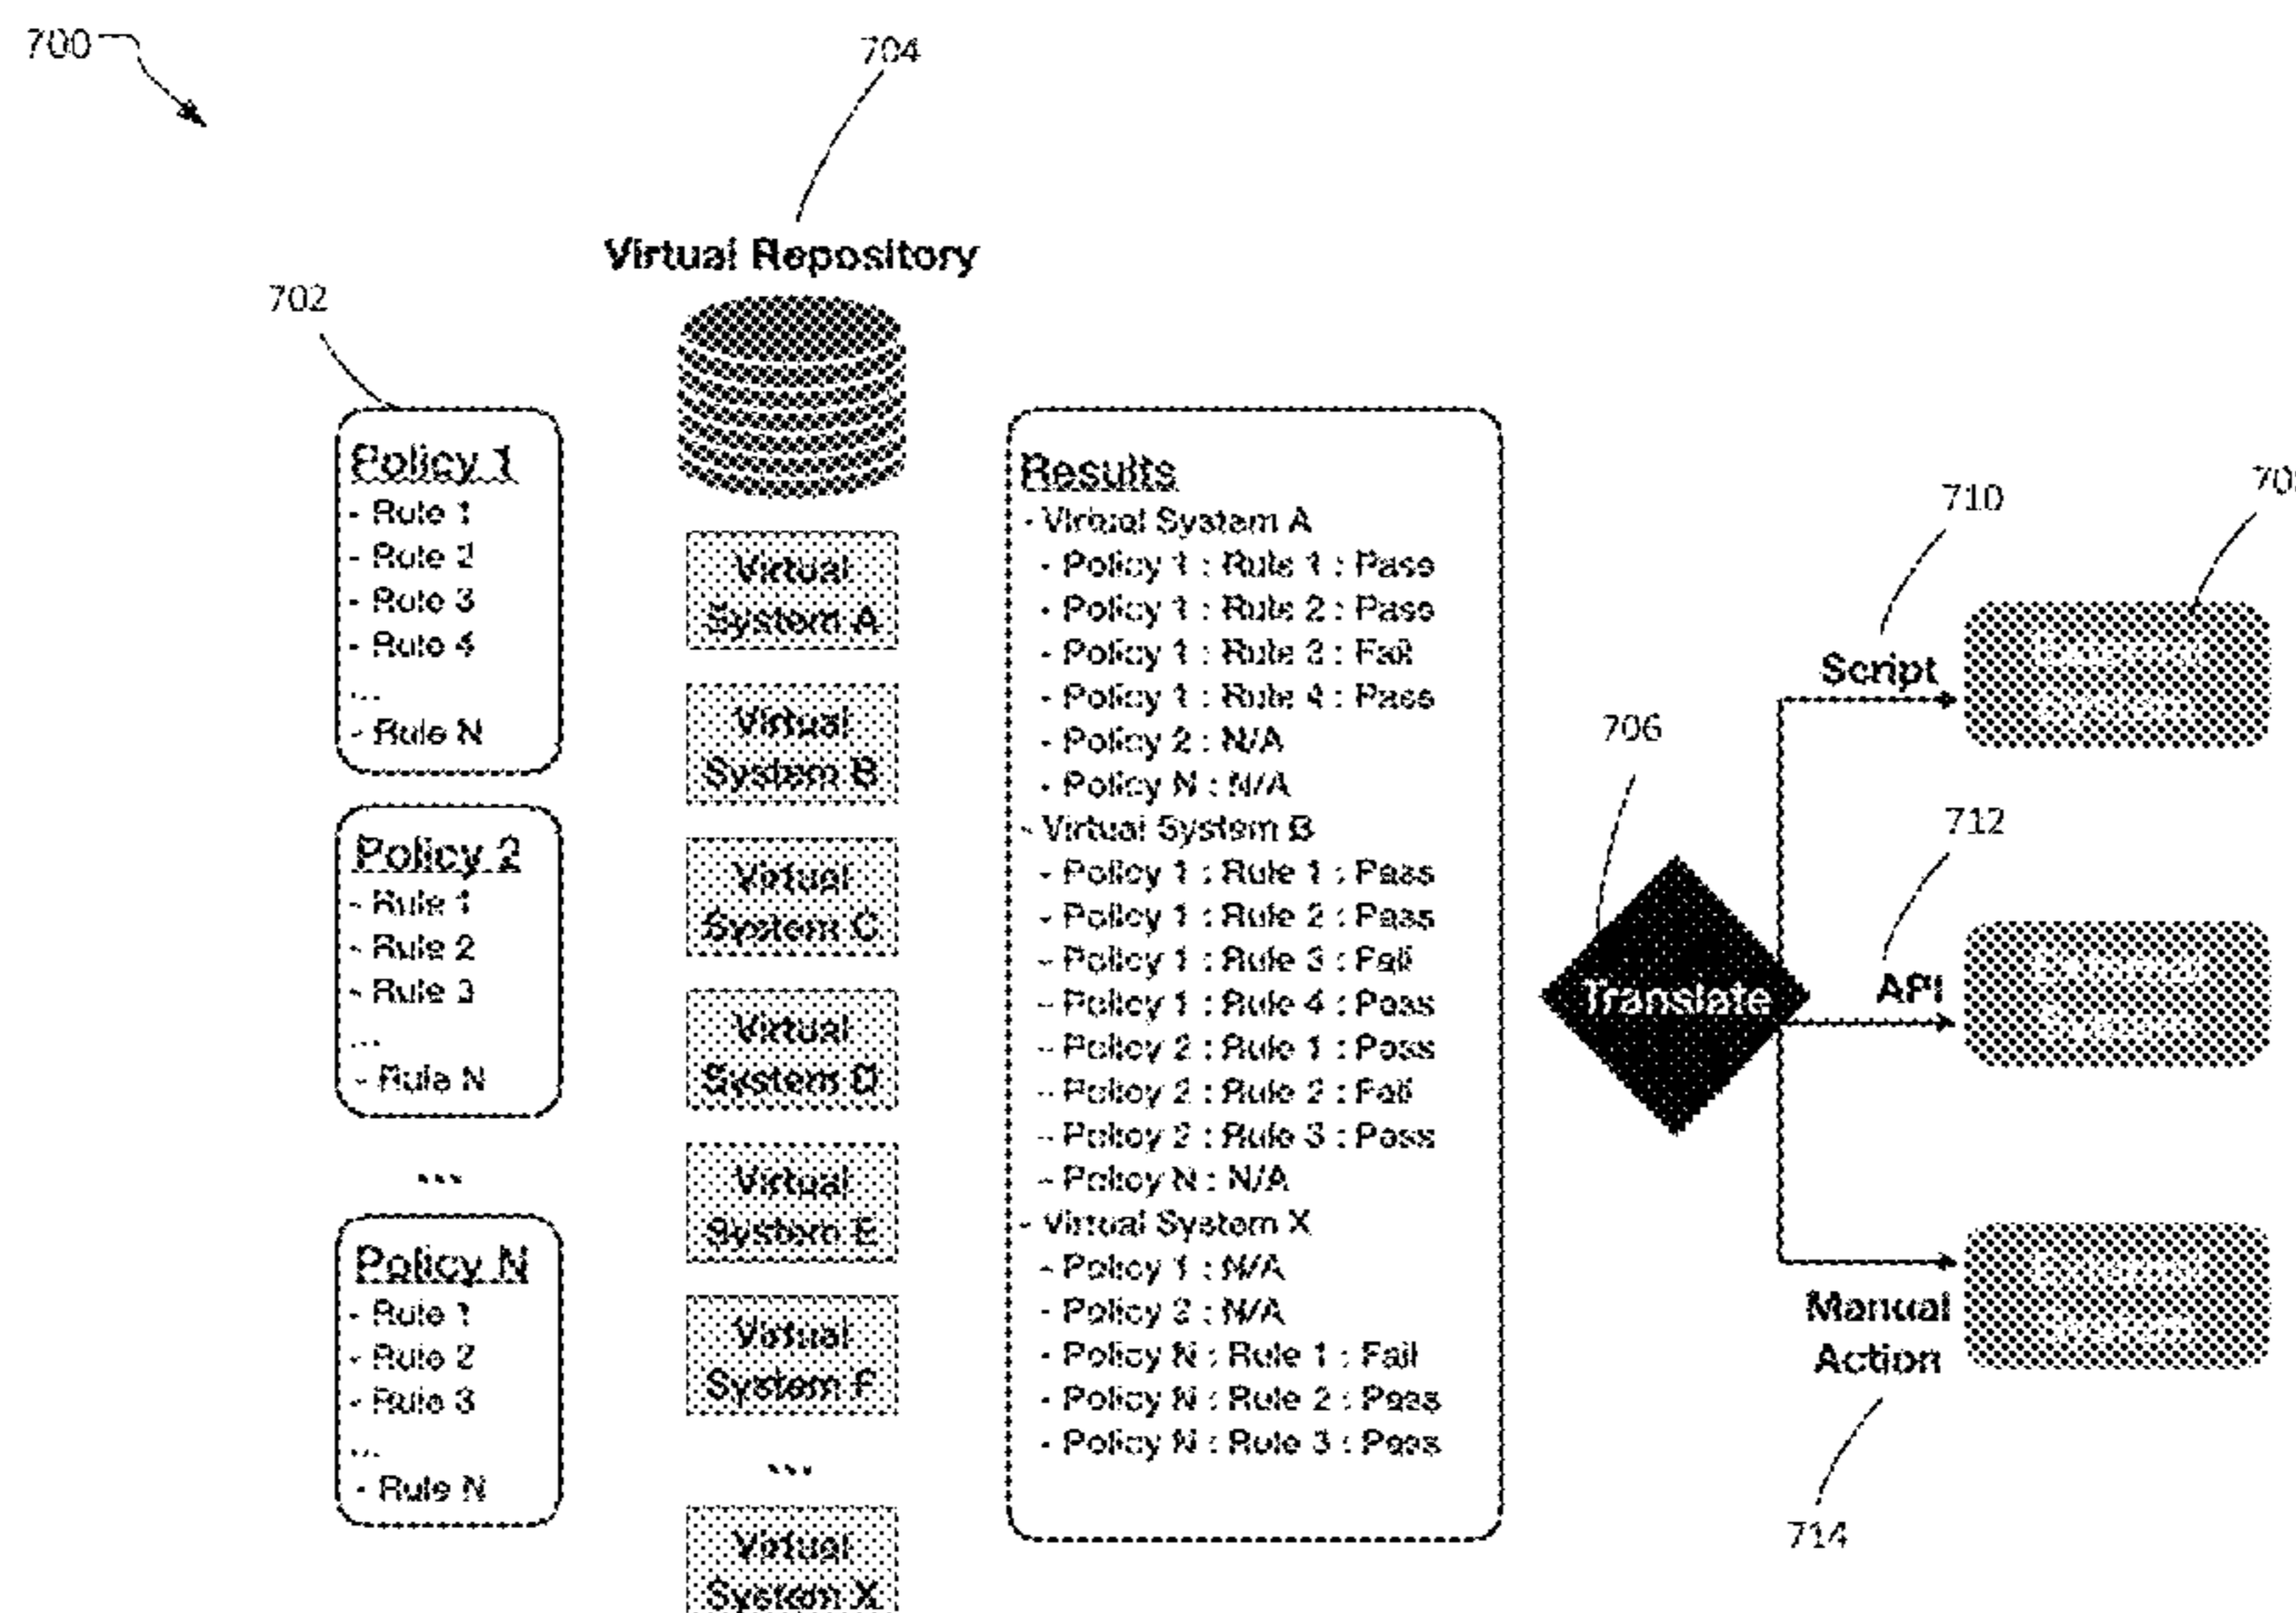 700
704
Virtual Repository
702
Policy 1
- Rule 1
- Rule 2
- Rule 3
- Rule 4
...
- Rule N
Policy 2
- Rule 1
- Rule 2
- Rule 3
...
- Rule N
...
Policy N
- Rule 1
- Rule 2
- Rule 3
...
- Rule N
Virtual
System A
Virtual
System B
Virtual
System C
Virtual
System D
Virtual
System E
Virtual
System F
...
Virtual
System X
Results
- Virtual System A
- Policy 1 : Rule 1 : Pass
- Policy 1 : Rule 2 : Pass
- Policy 1 : Rule 3 : Fail
- Policy 1 : Rule 4 : Pass
- Policy 2 : N/A
- Policy N : N/A
- Virtual System B
- Policy 1 : Rule 1 : Pass
- Policy 1 : Rule 2 : Pass
- Policy 1 : Rule 3 : Fail
- Policy 1 : Rule 4 : Pass
- Policy 2 : Rule 1 : Pass
- Policy 2 : Rule 2 : Fail
- Policy 2 : Rule 3 : Pass
- Policy N : N/A
- Virtual System X
- Policy 1 : N/A
- Policy 2 : N/A
- Policy N : Rule 1 : Fail
- Policy N : Rule 2 : Pass
- Policy N : Rule 3 : Pass
706
Translate
710
Script
712
API
Manual
Action
714